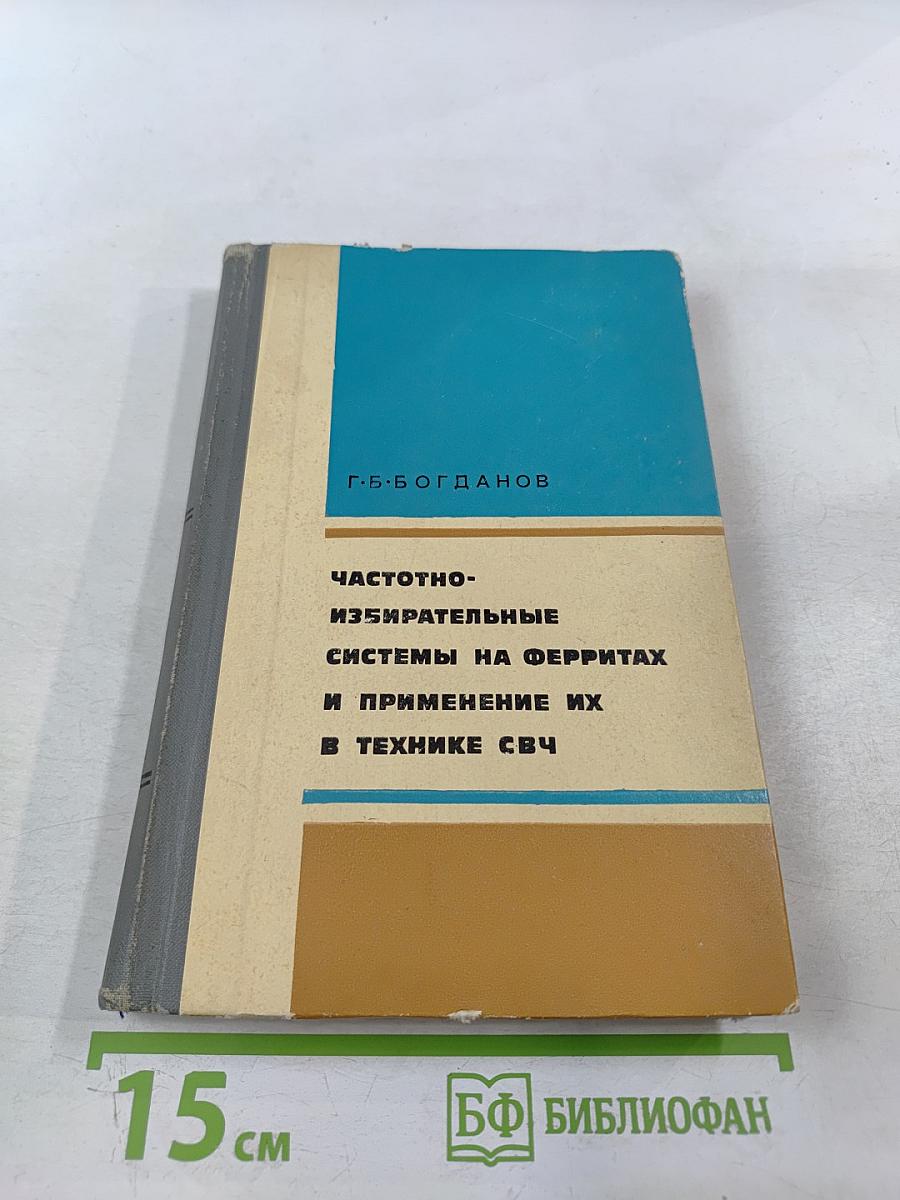 Г·Б·БОГДАНОВ
ЧАСТОТНО-
ИЗБИРАТЕЛЬНЫЕ
СИСТЕМЫ НА ФЕРРИТАХ
И ПРИМЕНЕНИЕ ИХ
В ТЕХНИКЕ СВЧ
15 см
БФ БИБЛИОФАН